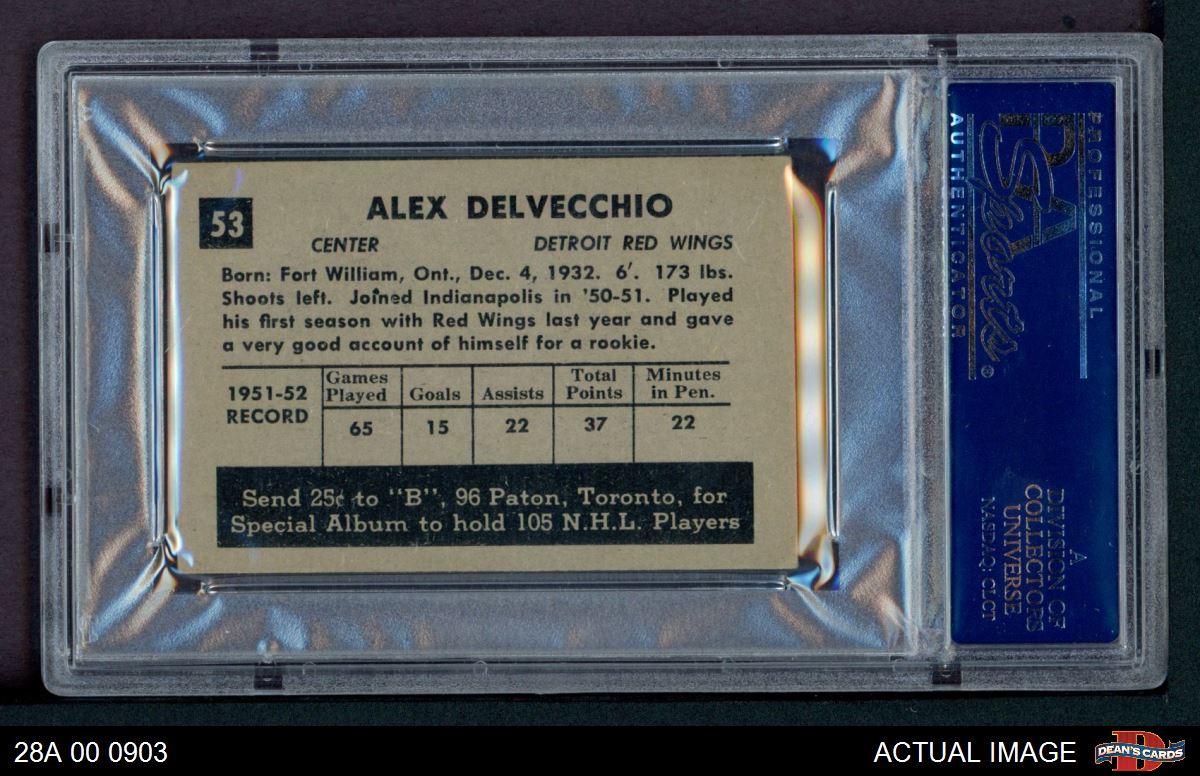 53
ALEX DELVECCHIO
CENTER DETROIT RED WINGS
Born: Fort William, Ont., Dec. 4, 1932. 6'. 173 lbs.
Shoots left. Joined Indianapolis in '50-51. Played
his first season with Red Wings last year and gave
a very good account of himself for a rookie.
1951-52 RECORD
Games Played Goals Assists Total Points Minutes in Pen.
65 15 22 37 22
Send 25¢ to "B", 96 Paton, Toronto, for
Special Album to hold 105 N.H.L. Players
PROFESSIONAL
PSA
Sports
®
AUTHENTICATOR
A
DIVISION OF
COLLECTORS
UNIVERSE
NASDAQ: CLCT
28A 00 0903
ACTUAL IMAGE
D
DEAN'S CARDS